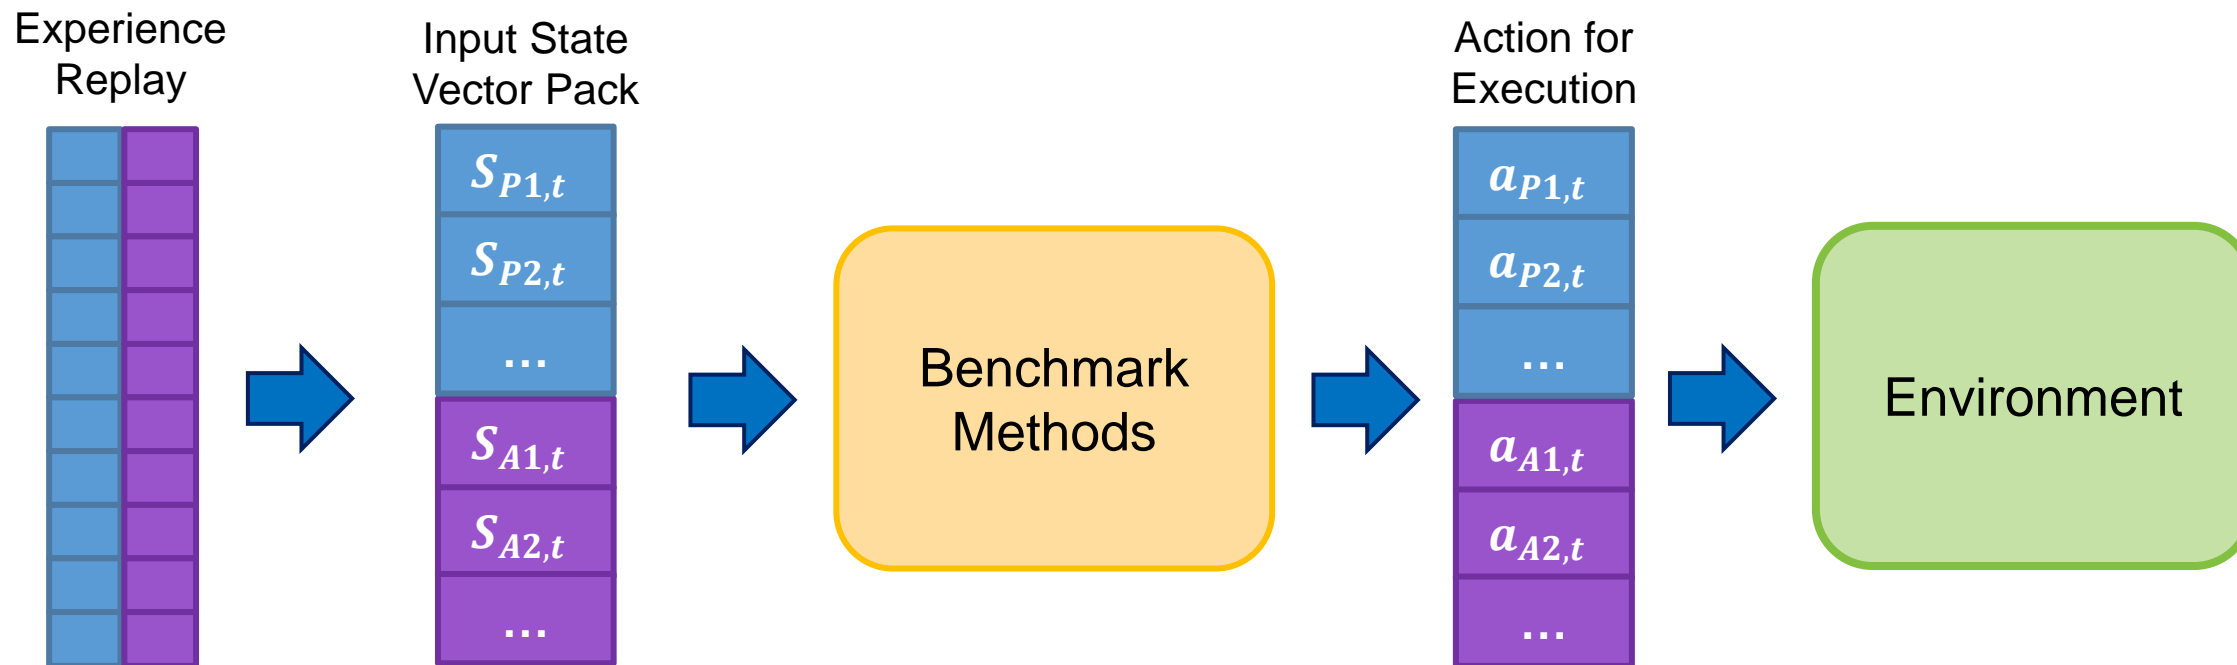 Experience
Replay
Input State
Vector Pack
S_{P1,t}
S_{P2,t}
...
S_{A1,t}
S_{A2,t}
...
Benchmark
Methods
Action for
Execution
a_{P1,t}
a_{P2,t}
...
a_{A1,t}
a_{A2,t}
...
Environment